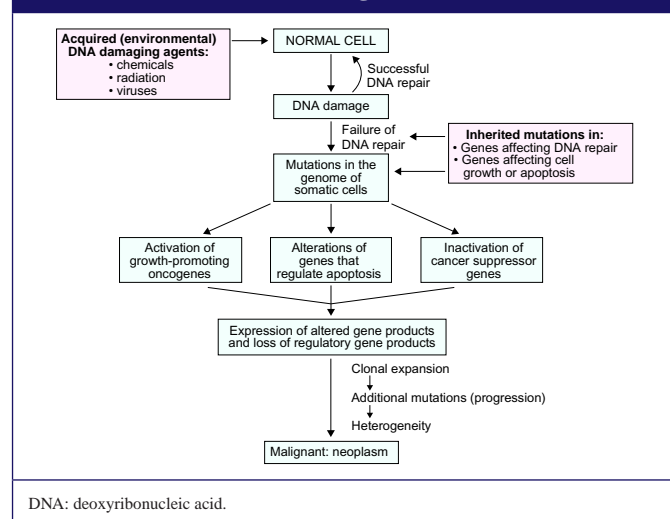 Acquired (environmental)
DNA damaging agents:
• chemicals
• radiation
• viruses
NORMAL CELL
Successful
DNA repair
DNA damage
Failure of
DNA repair
Inherited mutations in:
• Genes affecting DNA repair
• Genes affecting cell
growth or apoptosis
Mutations in the
genome of
somatic cells
Activation of
growth-promoting
oncogenes
Alterations of
genes that
regulate apoptosis
Inactivation of
cancer suppressor
genes
Expression of altered gene products
and loss of regulatory gene products
Clonal expansion
Additional mutations (progression)
Heterogeneity
Malignant: neoplasm
DNA: deoxyribonucleic acid.